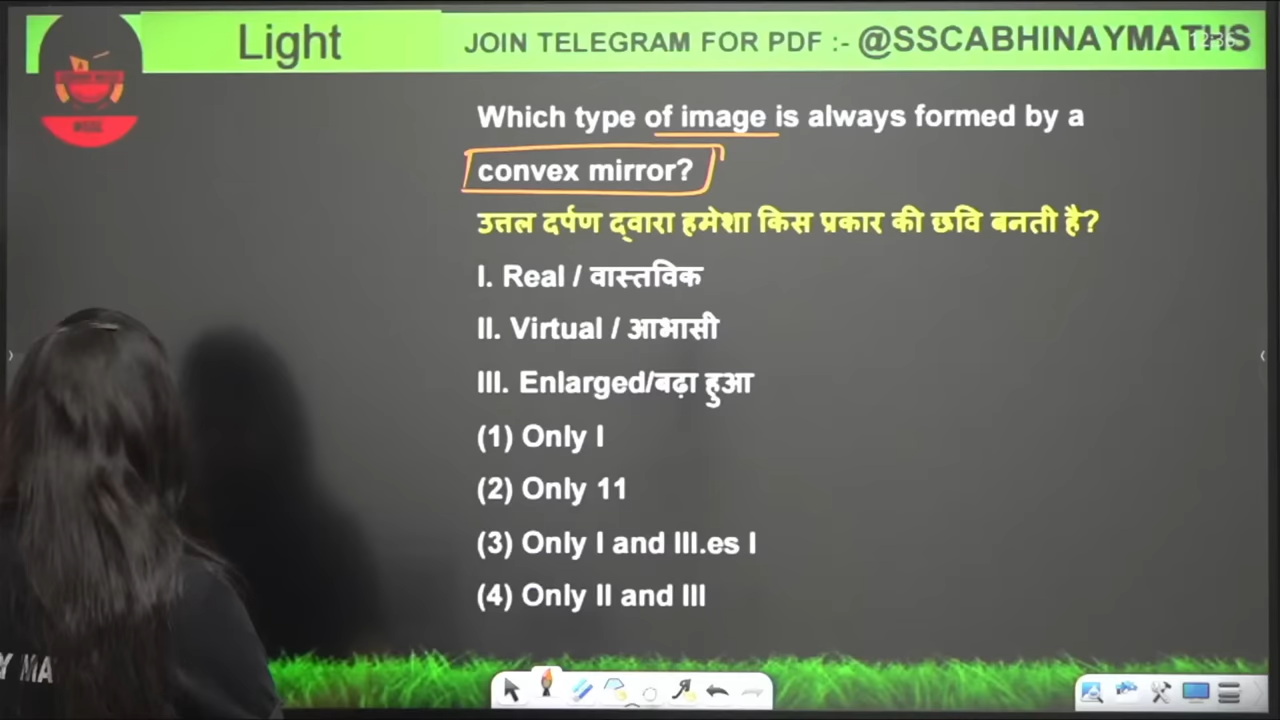 Light
JOIN TELEGRAM FOR PDF :- @SSCABHINAYMATHS
Which type of image is always formed by a
convex mirror?
उत्तल दर्पण द्वारा हमेशा किस प्रकार की छवि बनती है?
I. Real / वास्तविक
II. Virtual / आभासी
III. Enlarged/बढ़ा हुआ
(1) Only I
(2) Only 11
(3) Only I and III.es I
(4) Only II and III
Y MA